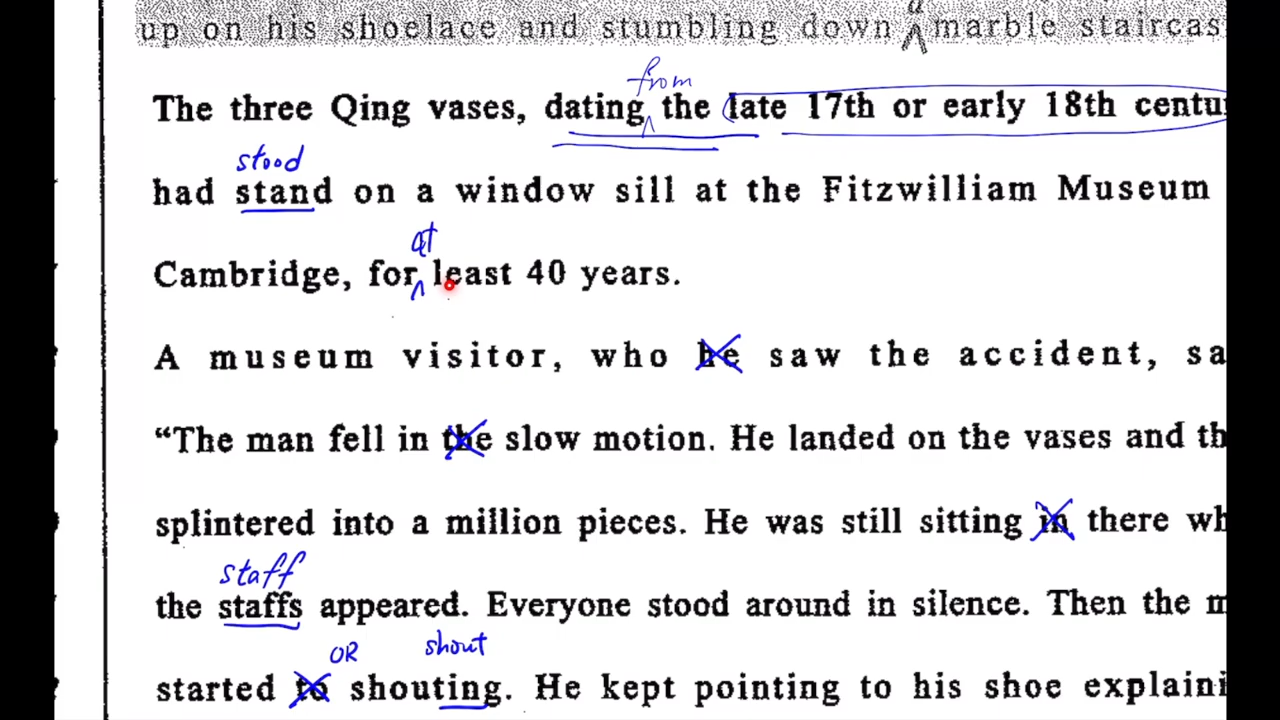 a
up on his shoelace and stumbling down marble staircas
from
The three Qing vases, dating the late 17th or early 18th centu
stood
had stand on a window sill at the Fitzwilliam Museum
at
Cambridge, for least 40 years.
A museum visitor, who he saw the accident, sa
“The man fell in the slow motion. He landed on the vases and th
splintered into a million pieces. He was still sitting in there wh
staff
the staffs appeared. Everyone stood around in silence. Then the m
OR shout
started to shouting. He kept pointing to his shoe explaini